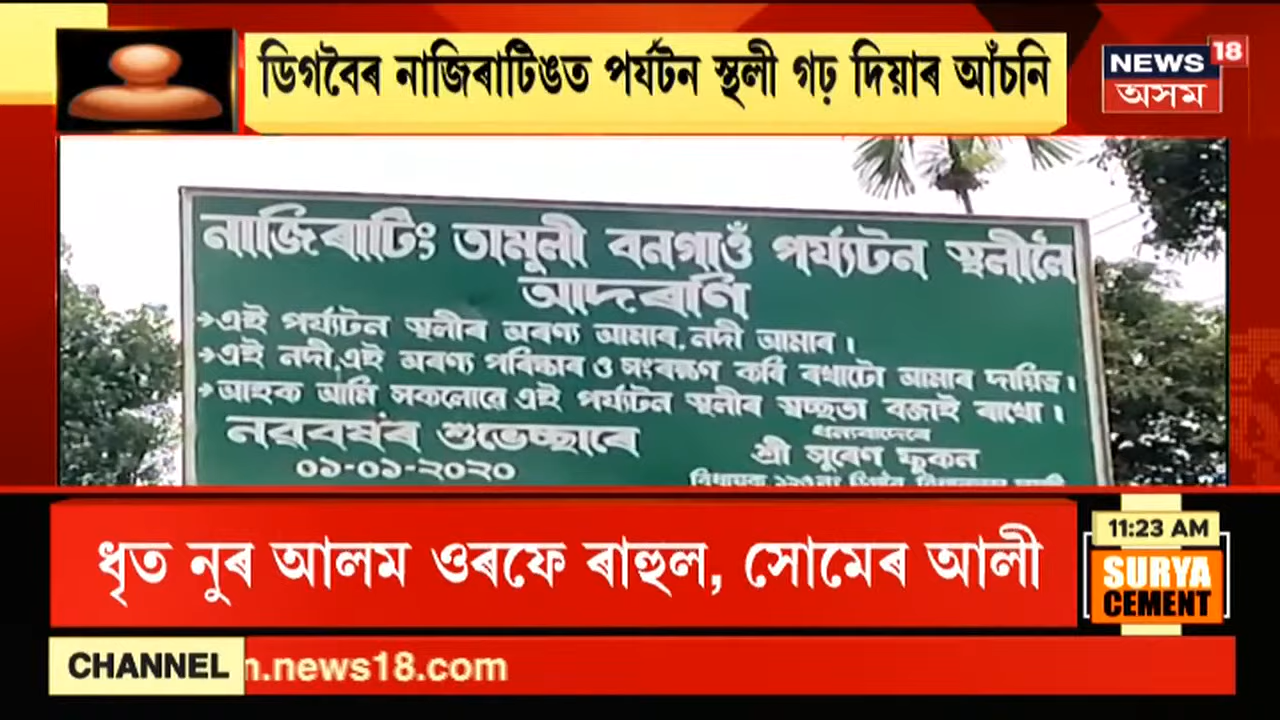 ডিগবৈৰ নাজিৰাটিঙত পৰ্যটন স্থলী গঢ় দিয়াৰ আঁচনি
NEWS 18
অসম
নাজিৰাটিং তামুলী বনগাওঁ পৰ্য্যটন স্থলীলৈ
আদৰণি
➔এই পৰ্য্যটন স্থলীৰ অৰণ্য আমাৰ, নদী আমাৰ।
➔এই নদী, এই অৰণ্য পৰিষ্কাৰ ও সংৰক্ষণ কৰি ৰখাটো আমাৰ দায়িত্ব।
➔আহক আমি সকলোৱে এই পৰ্য্যটন স্থলীৰ স্বচ্ছতা বজাই ৰাখো।
নৱবৰ্ষৰ শুভেচ্ছাৰে
ধন্যবাদেৰে
০১-০১-২০২০
শ্ৰী সুৰেণ ফুকন
বিধায়ক
ধৃত নুৰ আলম ওৰফে ৰাহুল, সোমেৰ আলী
11:23 AM
SURYA
CEMENT
CHANNEL
.news18.com